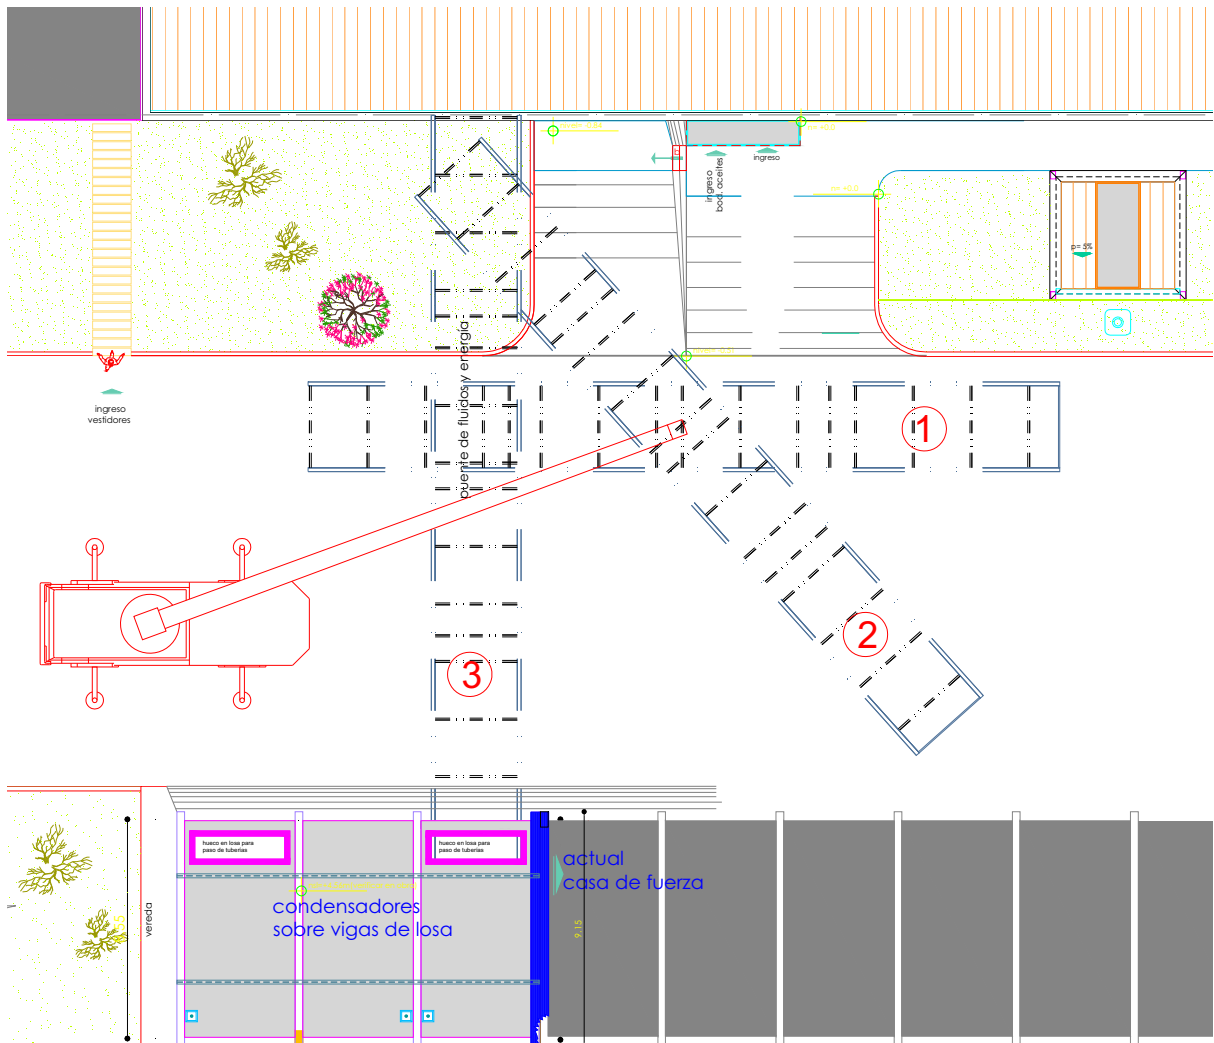 ingreso
ingreso
bod. aceites
p= 5%
puente de fluidos y energía
ingreso
vestidores
1
2
3
hueco en losa para
paso de tuberias
hueco en losa para
paso de tuberias
actual
casa de fuerza
condensadores
sobre vigas de losa
vereda
9.15